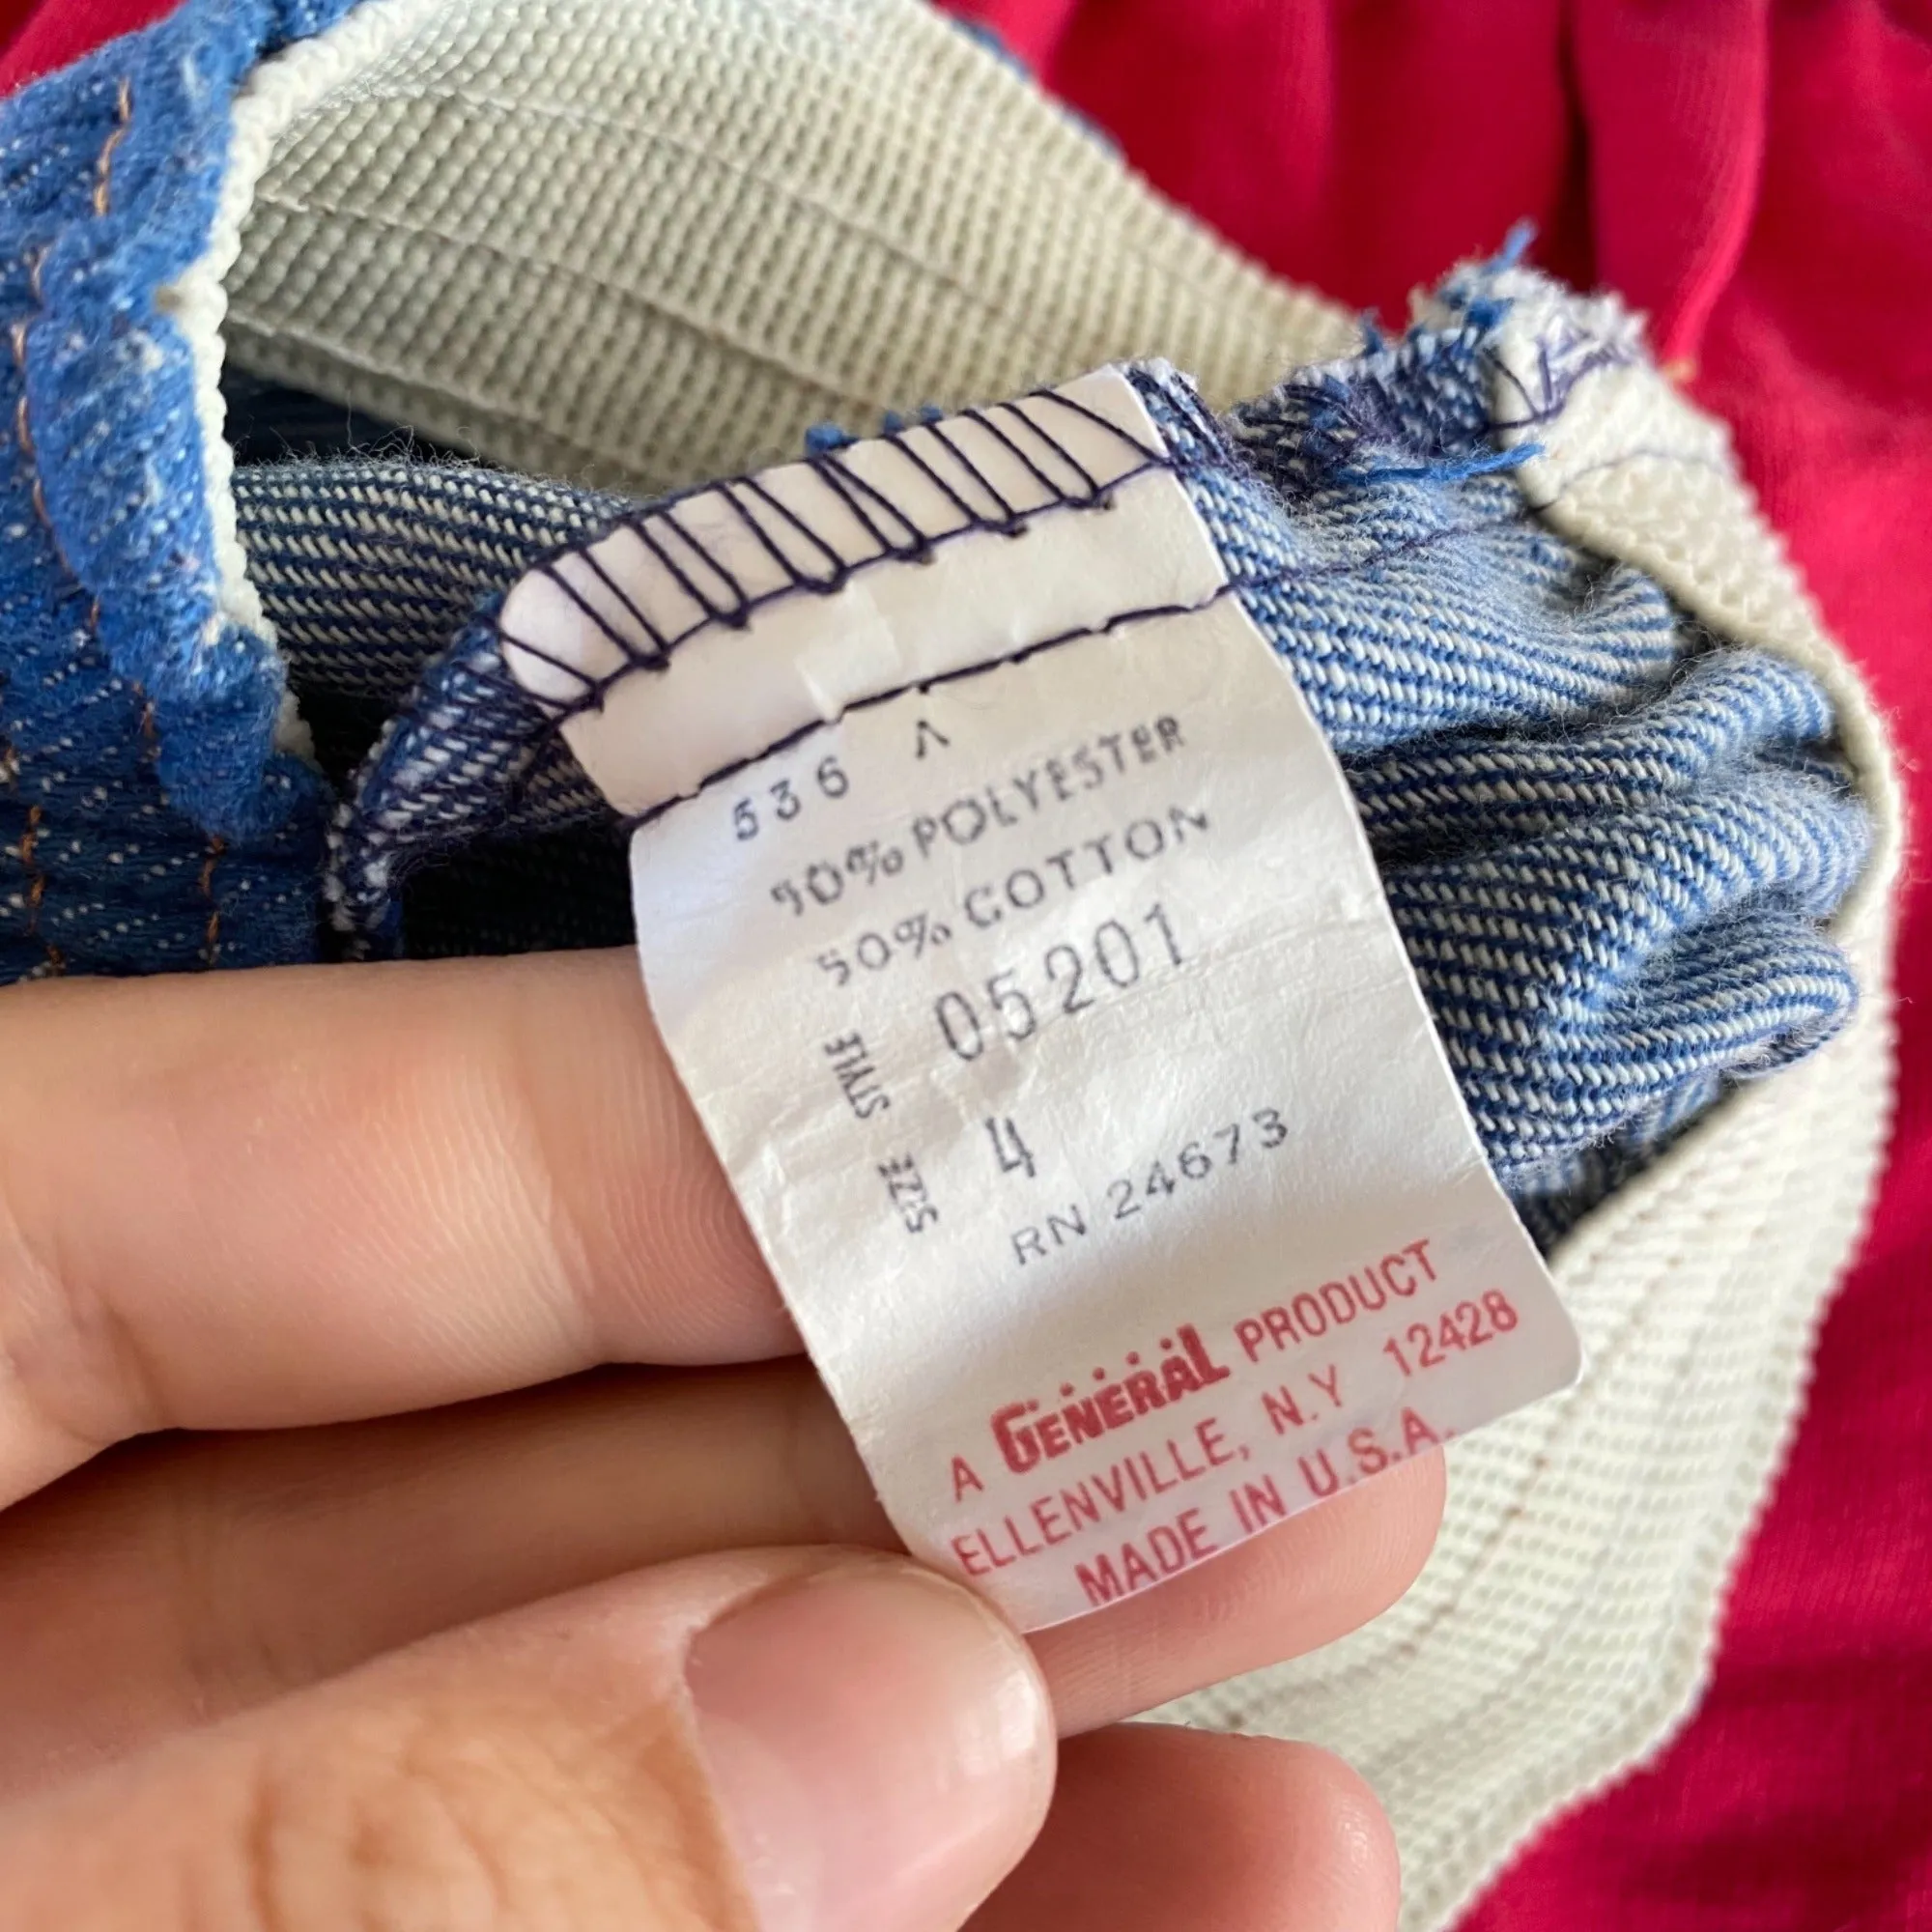 536 A
50% POLYESTER
50% COTTON
STYLE 05201
SIZE 4
RN 24673
A GENERAL PRODUCT
ELLENVILLE, N.Y 12428
MADE IN U.S.A.